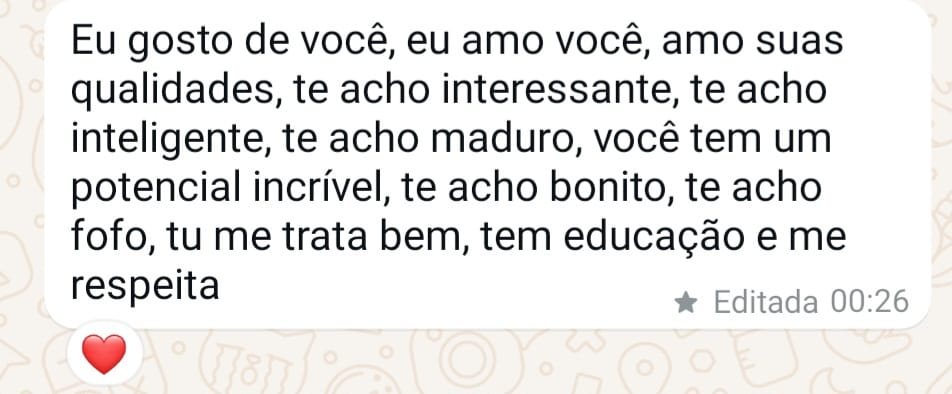 Eu gosto de você, eu amo você, amo suas
qualidades, te acho interessante, te acho
inteligente, te acho maduro, você tem um
potencial incrível, te acho bonito, te acho
fofo, tu me trata bem, tem educação e me
respeita
Editada 00:26